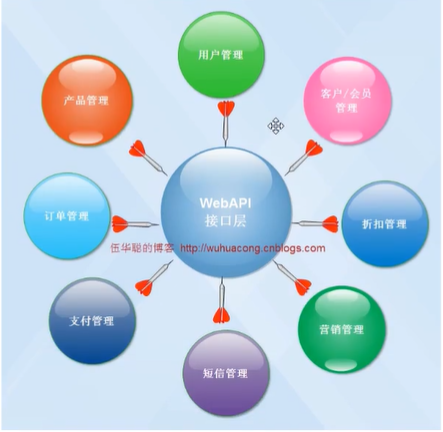 用户管理
产品管理
客户/会员
管理
WebAPI
接口层
订单管理
折扣管理
伍华聪的博客 http://wuhuacong.cnblogs.com
支付管理
营销管理
短信管理